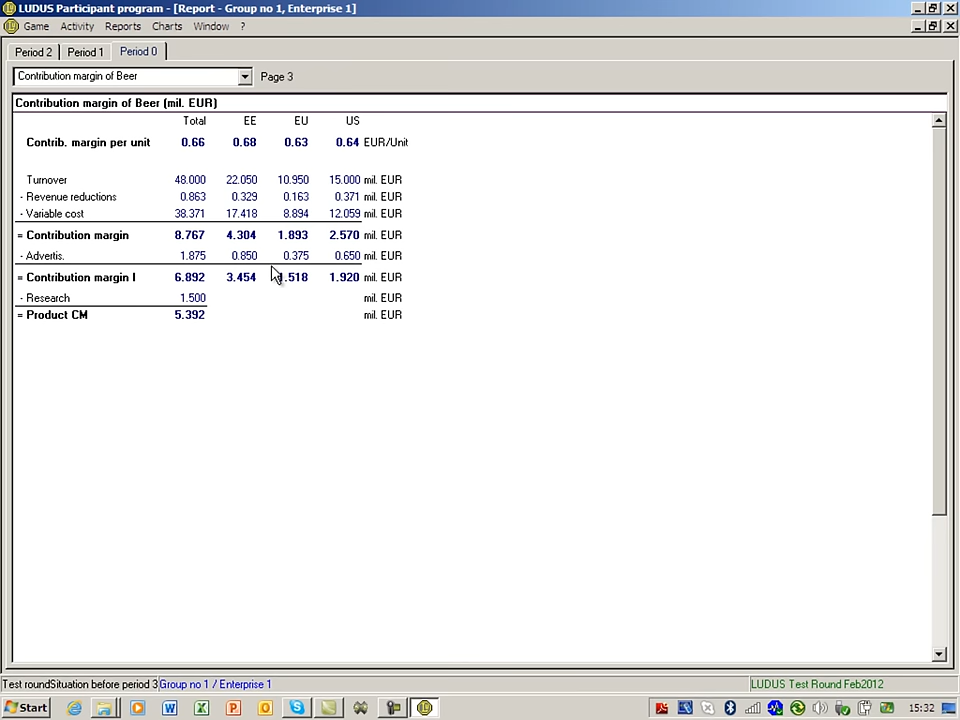 LUDUS Participant program - [Report - Group no 1, Enterprise 1]
Game Activity Reports Charts Window ?
Period 2 Period 1 Period 0
Contribution margin of Beer Page 3
Contribution margin of Beer (mil. EUR)
Total EE EU US
Contrib. margin per unit 0.66 0.68 0.63 0.64 EUR/Unit
Turnover 48.000 22.050 10.950 15.000 mil. EUR
- Revenue reductions 0.863 0.329 0.163 0.371 mil. EUR
- Variable cost 38.371 17.418 8.894 12.059 mil. EUR
= Contribution margin 8.767 4.304 1.893 2.570 mil. EUR
- Advertis. 1.875 0.850 0.375 0.650 mil. EUR
= Contribution margin I 6.892 3.454 1.518 1.920 mil. EUR
- Research 1.500 mil. EUR
= Product CM 5.392 mil. EUR
Test roundSituation before period 3 Group no 1 / Enterprise 1 LUDUS Test Round Feb2012
Start 15:32